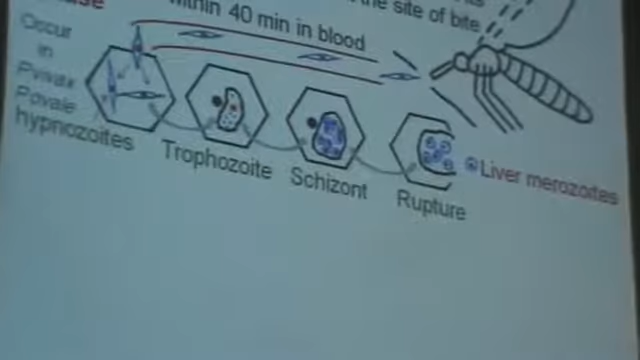 the site of bite
within 40 min in blood
Occur
in
P.vivax
P.ovale
hypnozoites
Trophozoite
Schizont
Rupture
Liver merozoites